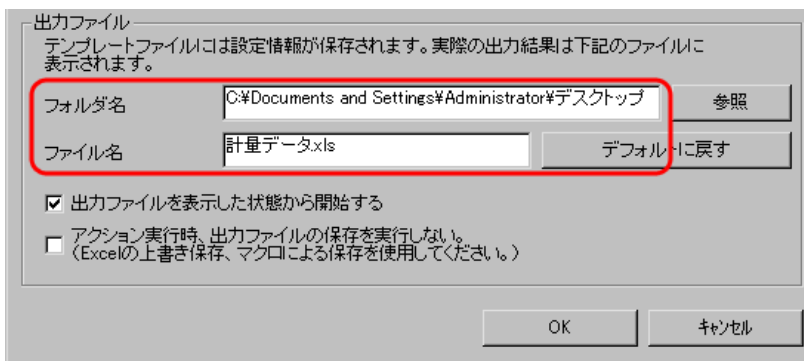 出力ファイル
テンプレートファイルには設定情報が保存されます。実際の出力結果は下記のファイルに
表示されます。
フォルダ名
C:¥Documents and Settings¥Administrator¥デスクトップ
参照
ファイル名
計量データ.xls
デフォルトに戻す
出力ファイルを表示した状態から開始する
アクション実行時、出力ファイルの保存を実行しない。
（Excelの上書き保存、マクロによる保存を使用してください。）
OK
キャンセル